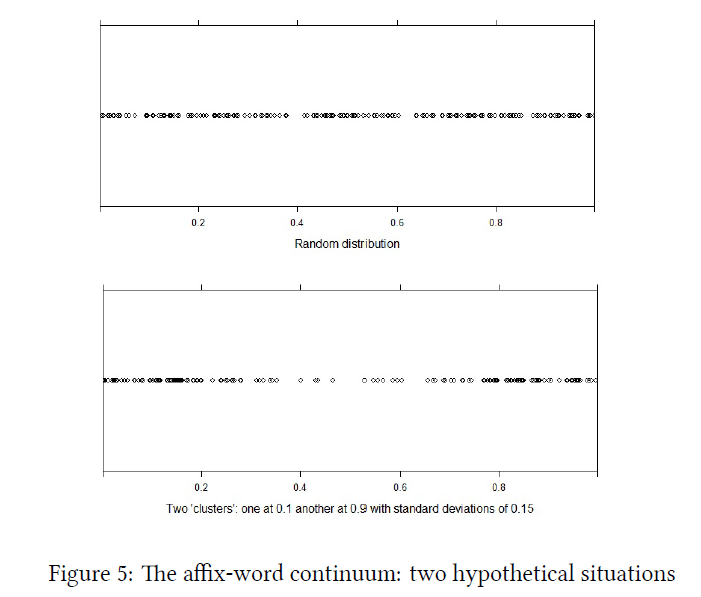 0.2 0.4 0.6 0.8
Random distribution
0.2 0.4 0.6 0.8
Two 'clusters': one at 0.1 another at 0.9 with standard deviations of 0.15
Figure 5: The affix-word continuum: two hypothetical situations